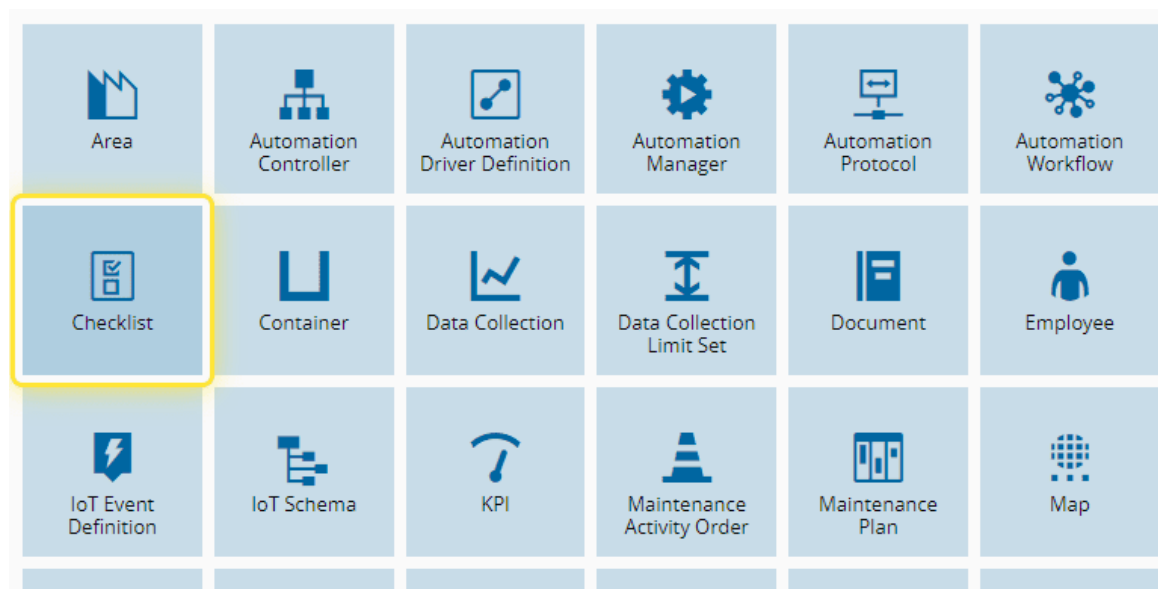 Area
Automation
Controller
Automation
Driver Definition
Automation
Manager
Automation
Protocol
Automation
Workflow
Checklist
Container
Data Collection
Data Collection
Limit Set
Document
Employee
IoT Event
Definition
IoT Schema
KPI
Maintenance
Activity Order
Maintenance
Plan
Map